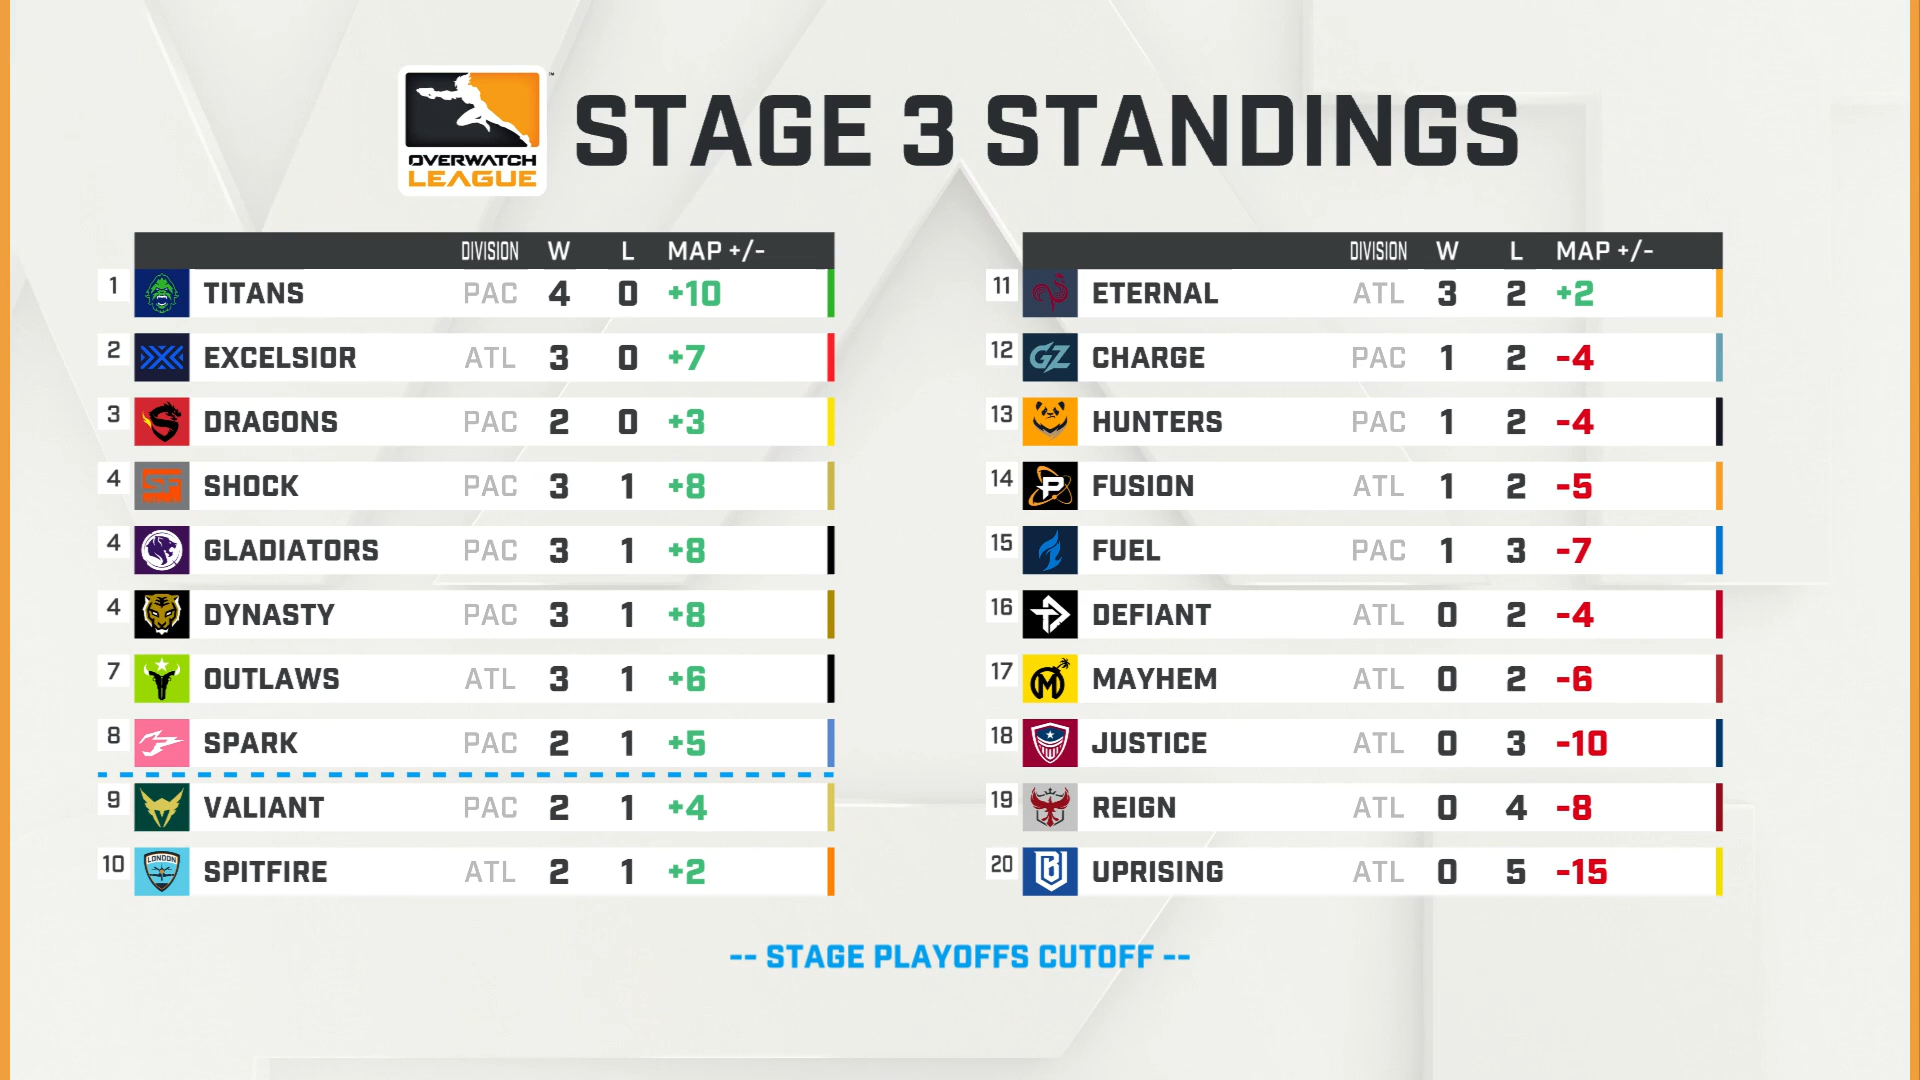 OVERWATCH
LEAGUE
STAGE 3 STANDINGS
DIVISION W L MAP +/-
1 TITANS PAC 4 0 +10
2 EXCELSIOR ATL 3 0 +7
3 DRAGONS PAC 2 0 +3
4 SF SHOCK PAC 3 1 +8
4 GLADIATORS PAC 3 1 +8
4 DYNASTY PAC 3 1 +8
7 OUTLAWS ATL 3 1 +6
8 SPARK PAC 2 1 +5
9 VALIANT PAC 2 1 +4
10 LONDON SPITFIRE ATL 2 1 +2
DIVISION W L MAP +/-
11 ETERNAL ATL 3 2 +2
12 GZ CHARGE PAC 1 2 -4
13 HUNTERS PAC 1 2 -4
14 P FUSION ATL 1 2 -5
15 FUEL PAC 1 3 -7
16 DEFIANT ATL 0 2 -4
17 M MAYHEM ATL 0 2 -6
18 JUSTICE ATL 0 3 -10
19 REIGN ATL 0 4 -8
20 B UPRISING ATL 0 5 -15
-- STAGE PLAYOFFS CUTOFF --